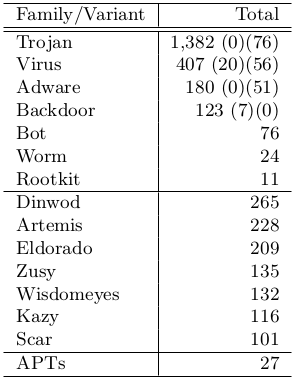 Family/Variant Total
Trojan 1,382 (0)(76)
Virus 407 (20)(56)
Adware 180 (0)(51)
Backdoor 123 (7)(0)
Bot 76
Worm 24
Rootkit 11
Dinwod 265
Artemis 228
Eldorado 209
Zusy 135
Wisdomeyes 132
Kazy 116
Scar 101
APTs 27